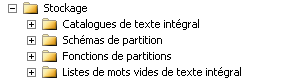 Stockage
Catalogues de texte intégral
Schémas de partition
Fonctions de partitions
Listes de mots vides de texte intégral